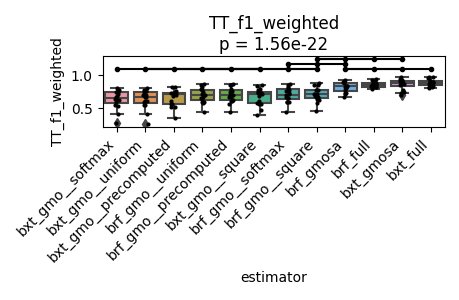 TT_f1_weighted
p = 1.56e-22
TT_f1_weighted
1.0
0.5
bxt_gmo__softmax
bxt_gmo__uniform
bxt_gmo__precomputed
brf_gmo__uniform
brf_gmo__precomputed
bxt_gmo__square
brf_gmo__softmax
brf_gmo__square
brf_gmosa
brf_full
bxt_gmosa
bxt_full
estimator